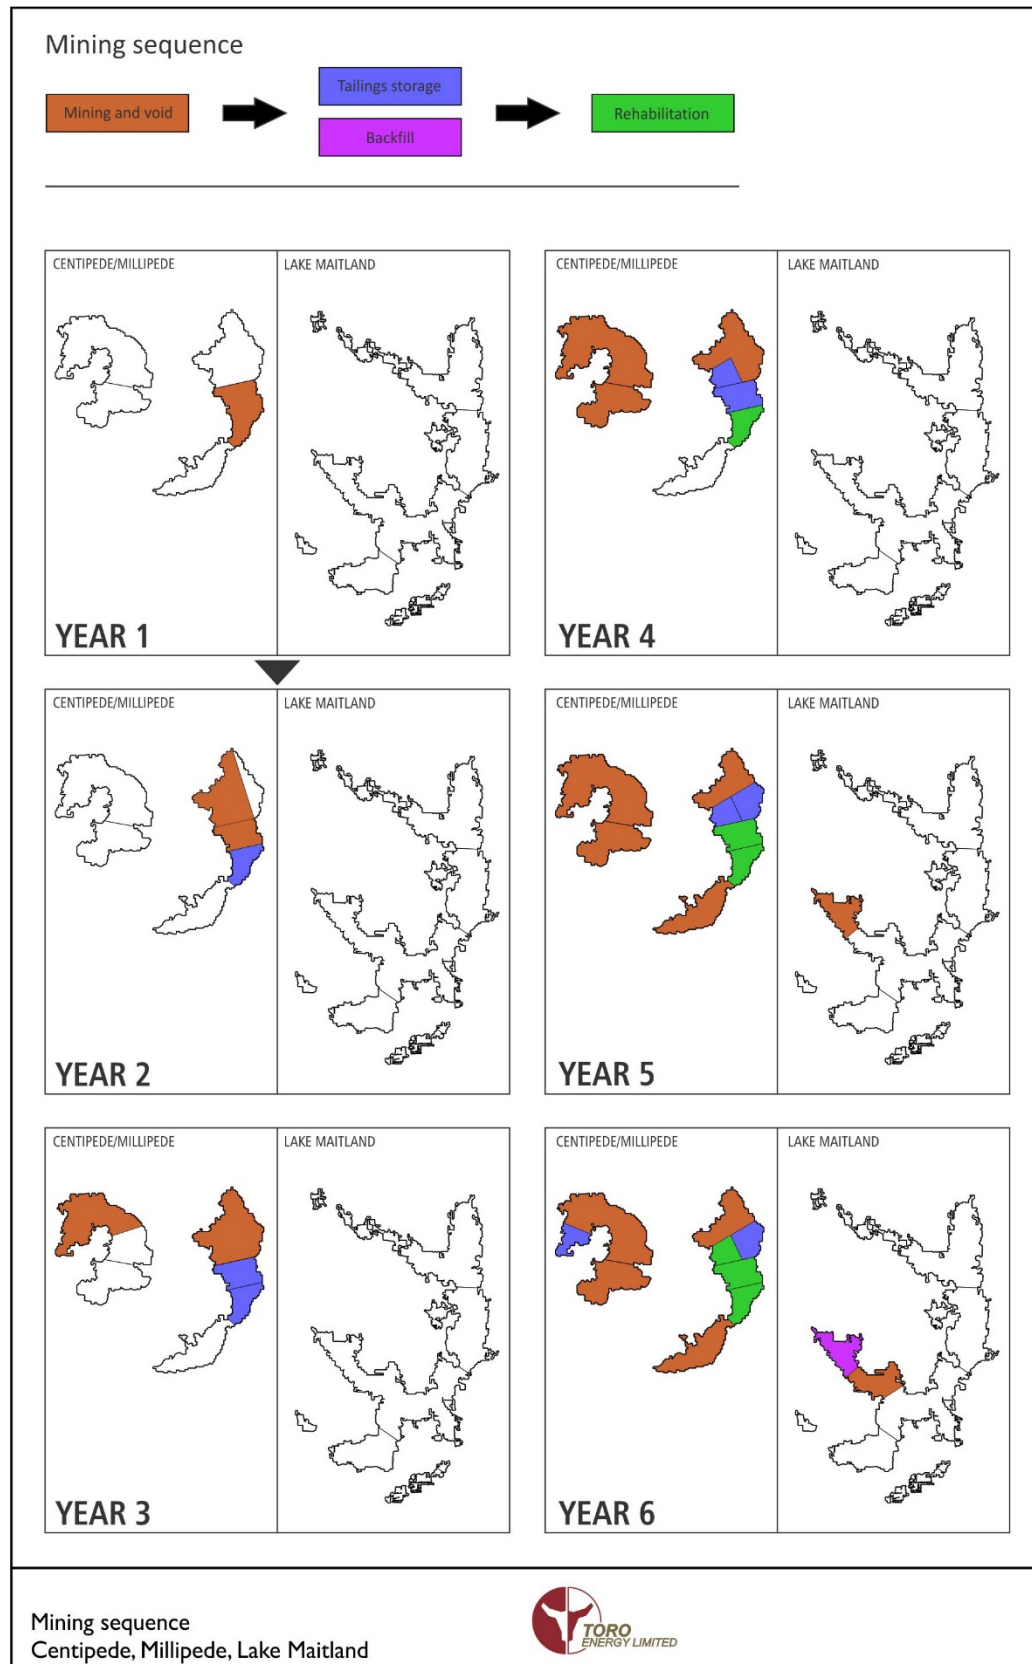 Mining sequence
Mining and void
Tailings storage
Backfill
Rehabilitation
CENTIPEDE/MILLIPEDE
LAKE MAITLAND
YEAR 1
CENTIPEDE/MILLIPEDE
LAKE MAITLAND
YEAR 4
CENTIPEDE/MILLIPEDE
LAKE MAITLAND
YEAR 2
CENTIPEDE/MILLIPEDE
LAKE MAITLAND
YEAR 5
CENTIPEDE/MILLIPEDE
LAKE MAITLAND
YEAR 3
CENTIPEDE/MILLIPEDE
LAKE MAITLAND
YEAR 6
Mining sequence
Centipede, Millipede, Lake Maitland
TORO
ENERGY LIMITED